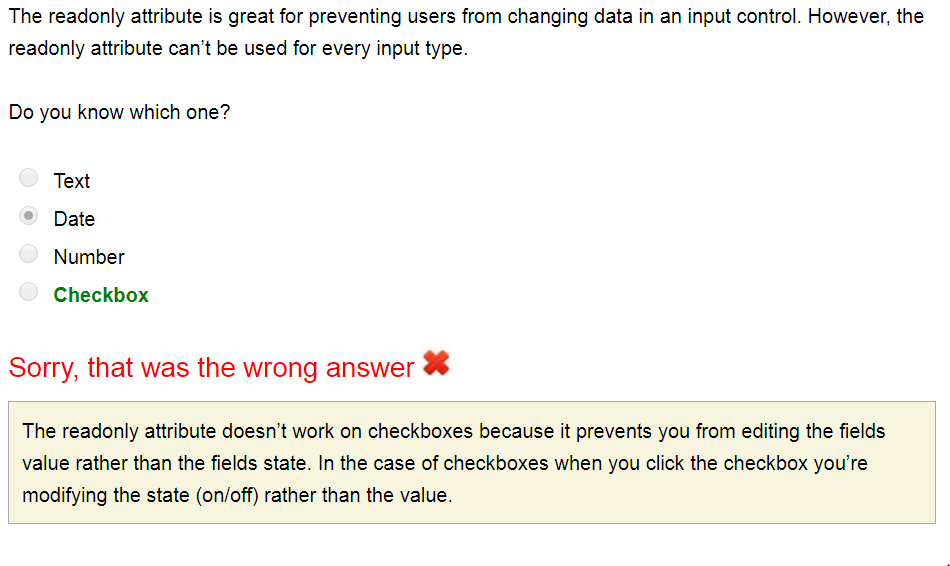 The readonly attribute is great for preventing users from changing data in an input control. However, the
readonly attribute can’t be used for every input type.
Do you know which one?
Text
Date
Number
Checkbox
Sorry, that was the wrong answer
The readonly attribute doesn’t work on checkboxes because it prevents you from editing the fields
value rather than the fields state. In the case of checkboxes when you click the checkbox you’re
modifying the state (on/off) rather than the value.